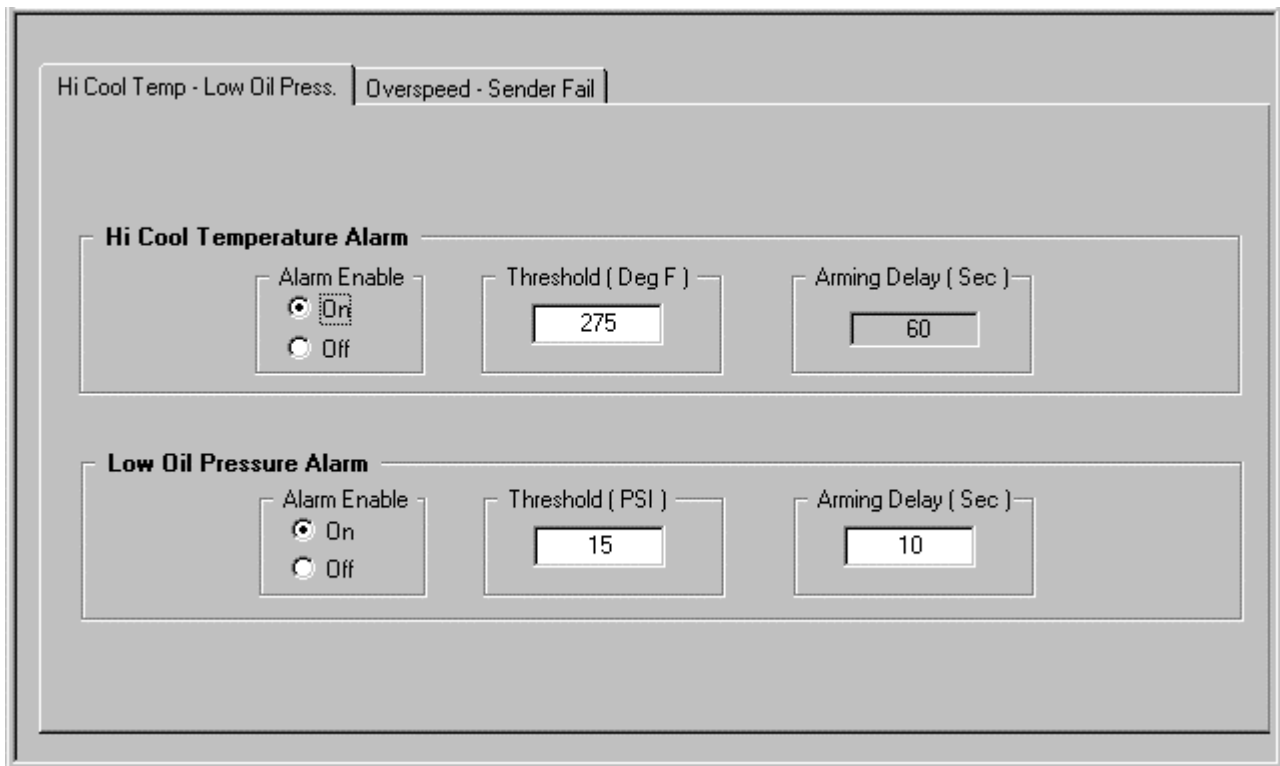 Hi Cool Temp - Low Oil Press. Overspeed - Sender Fail
Hi Cool Temperature Alarm
Alarm Enable Threshold ( Deg F ) Arming Delay ( Sec )
On 275 60
Off
Low Oil Pressure Alarm
Alarm Enable Threshold ( PSI ) Arming Delay ( Sec )
On 15 10
Off